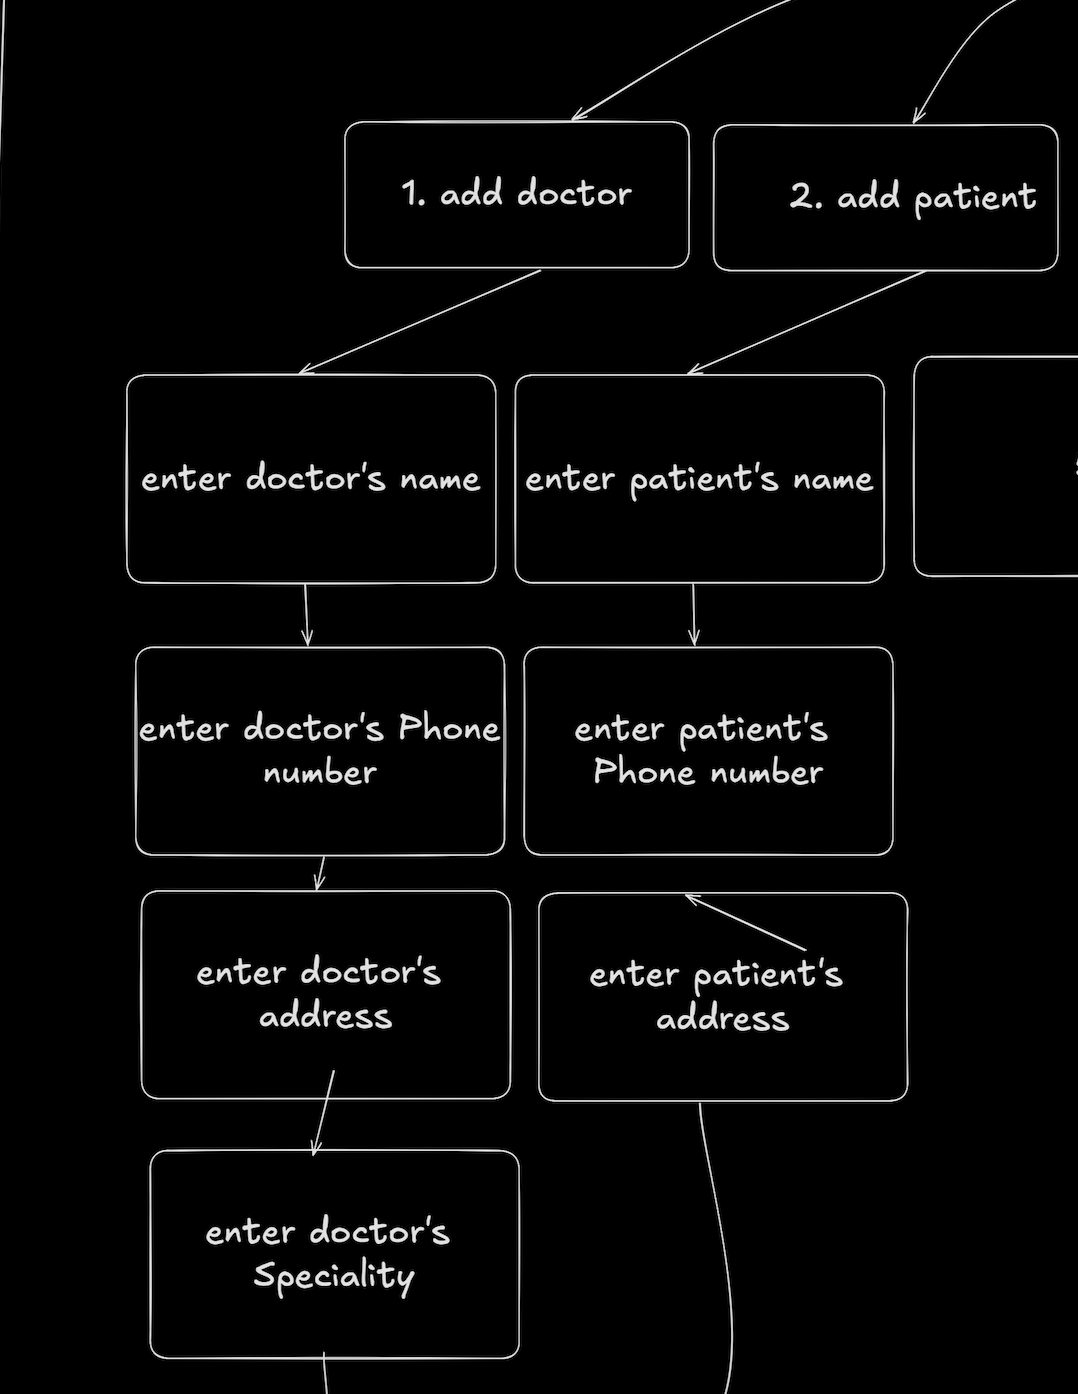 1. add doctor
2. add patient
enter doctor's name
enter patient's name
enter doctor's Phone
number
enter patient's
Phone number
enter doctor's
address
enter patient's
address
enter doctor's
Speciality